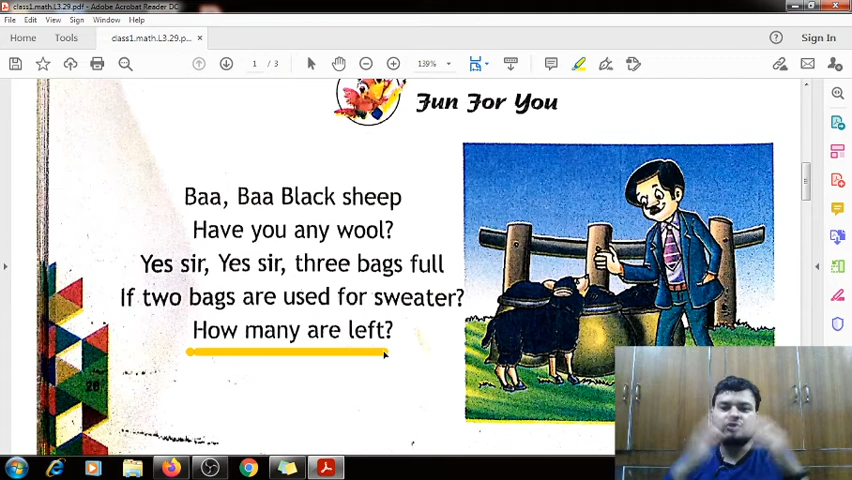 class1.math.L3.29.pdf - Adobe Acrobat Reader DC
File Edit View Sign Window Help
Home Tools class1.math.L3.29.p... × Sign In
1 / 3 139%
Fun For You
Baa, Baa Black sheep
Have you any wool?
Yes sir, Yes sir, three bags full
If two bags are used for sweater?
How many are left?
26